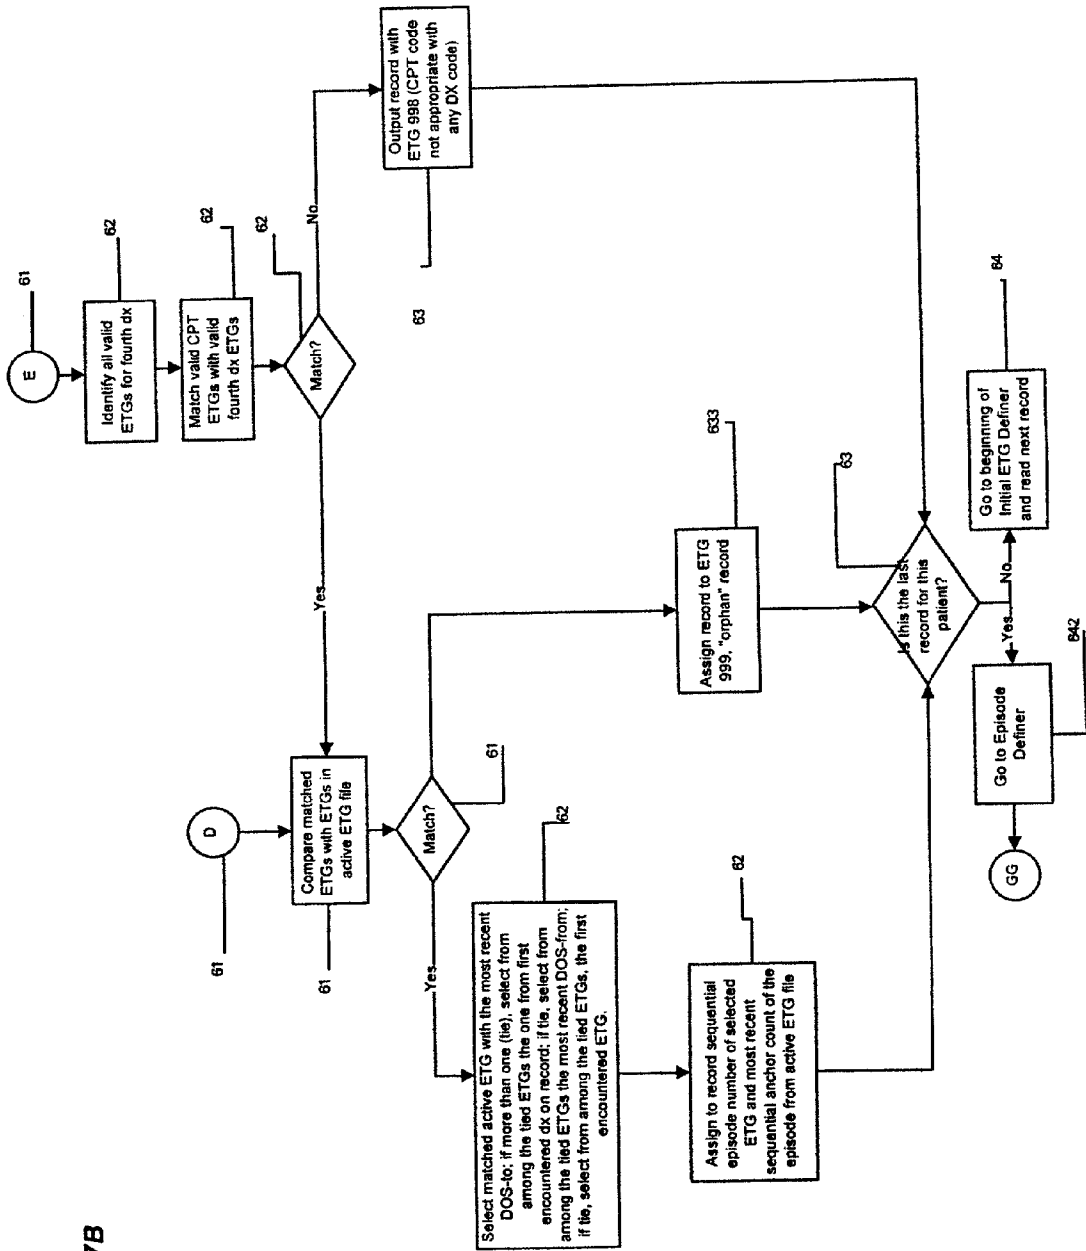 7B
E
61
Identify all valid
ETGs for fourth dx
62
Match valid CPT
ETGs with valid
fourth dx ETGs
62
Match?
62
No
Output record with
ETG 998 (CPT code
not appropriate with
any DX code)
63
Yes
D
61
Compare matched
ETGs with ETGs in
active ETG file
61
Match?
61
Yes
Select matched active ETG with the most recent
DOS-to; if more than one (tie), select from
among the tied ETGs the one from first
encountered dx on record; if tie, select from
among the tied ETGs the most recent DOS-from;
if tie, select from among the tied ETGs, the first
encountered ETG.
62
Assign to record sequential
episode number of selected
ETG and most recent
sequential anchor count of the
episode from active ETG file
62
Assign record to ETG
999, "orphan" record
633
Is this the last
record for this
patient?
63
No
Go to beginning of
Initial ETG Definer
and read next record
64
Yes
Go to Episode
Definer
642
GG